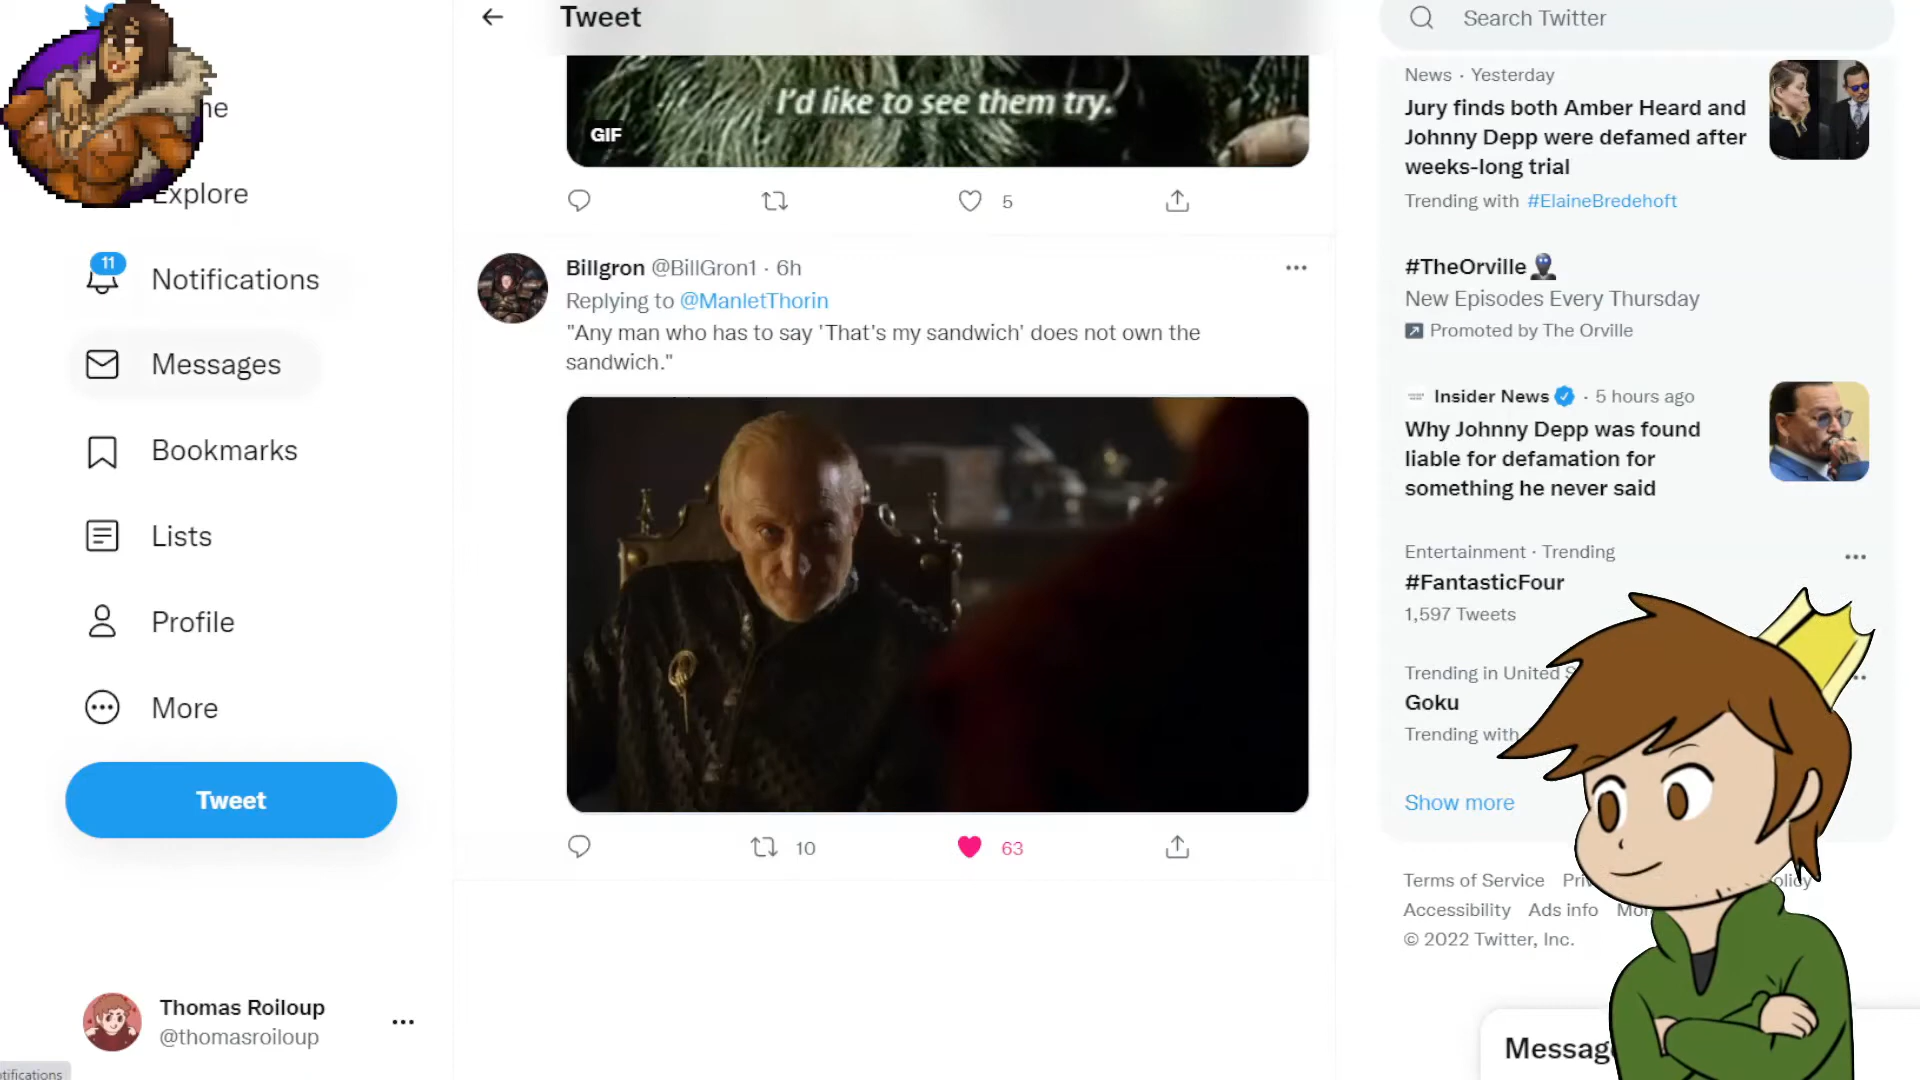 Tweet
Search Twitter
I'd like to see them try.
GIF
5
Billgron @BillGron1 · 6h
Replying to @ManletThorin
"Any man who has to say 'That's my sandwich' does not own the
sandwich."
10
63
Explore
11
Notifications
Messages
Bookmarks
Lists
Profile
More
Tweet
Thomas Roiloup
@thomasroiloup
News · Yesterday
Jury finds both Amber Heard and
Johnny Depp were defamed after
weeks-long trial
Trending with #ElaineBredehoft
#TheOrville
New Episodes Every Thursday
Promoted by The Orville
Insider News · 5 hours ago
Why Johnny Depp was found
liable for defamation for
something he never said
Entertainment · Trending
#FantasticFour
1,597 Tweets
Trending in United
Goku
Trending with
Show more
Terms of Service
Accessibility Ads info
© 2022 Twitter, Inc.